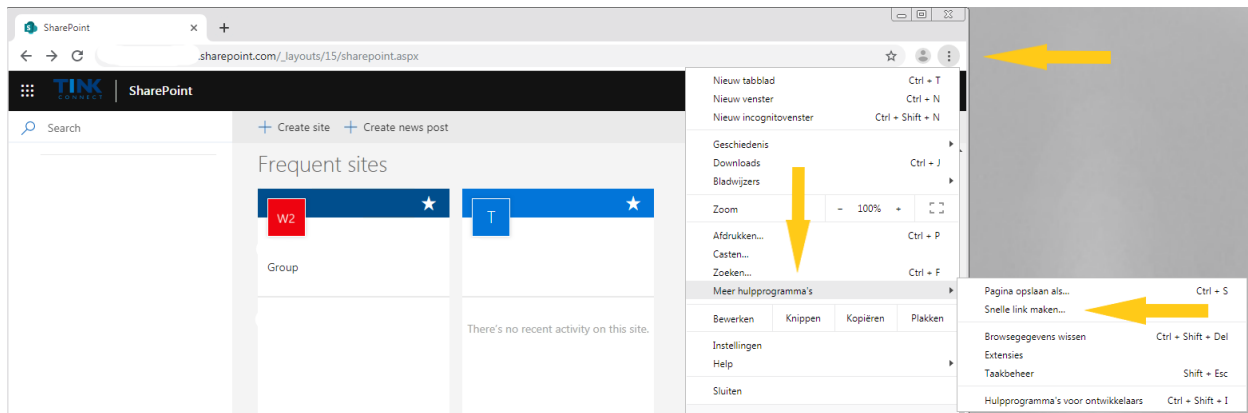 SharePoint
.sharepoint.com/_layouts/15/sharepoint.aspx
TINK
CONNECT
SharePoint
Search
Create site
Create news post
Frequent sites
W2
Group
T
There's no recent activity on this site.
Nieuw tabblad Ctrl + T
Nieuw venster Ctrl + N
Nieuw incognitovenster Ctrl + Shift + N
Geschiedenis
Downloads Ctrl + J
Bladwijzers
Zoom - 100% +
Afdrukken... Ctrl + P
Casten...
Zoeken... Ctrl + F
Meer hulpprogramma's
Bewerken Knippen Kopiëren Plakken
Instellingen
Help
Sluiten
Pagina opslaan als... Ctrl + S
Snelle link maken...
Browsegegevens wissen Ctrl + Shift + Del
Extensies
Taakbeheer Shift + Esc
Hulpprogramma's voor ontwikkelaars Ctrl + Shift + I